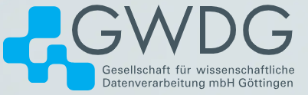 GWDG
Gesellschaft für wissenschaftliche
Datenverarbeitung mbH Göttingen